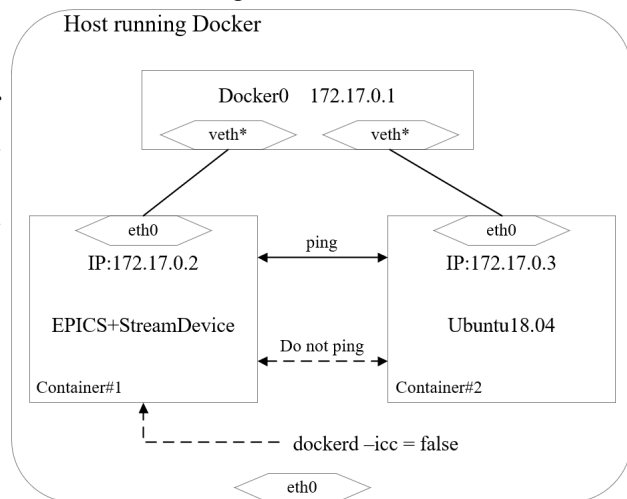 Host running Docker
Docker0 172.17.0.1
veth* veth*
eth0 eth0
IP:172.17.0.2 ping IP:172.17.0.3
EPICS+StreamDevice Ubuntu18.04
Do not ping
Container#1 Container#2
dockerd –icc = false
eth0